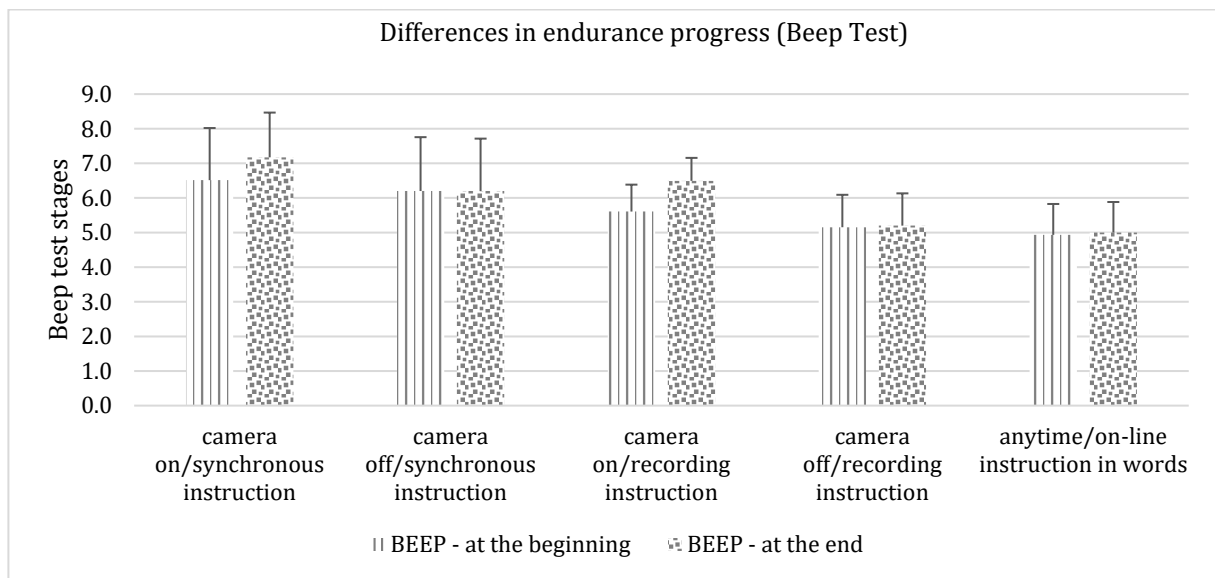 Differences in endurance progress (Beep Test)
Beep test stages
9.0
8.0
7.0
6.0
5.0
4.0
3.0
2.0
1.0
0.0
camera
on/synchronous
instruction
camera
off/synchronous
instruction
camera
on/recording
instruction
camera
off/recording
instruction
anytime/on-line
instruction in words
BEEP - at the beginning
BEEP - at the end